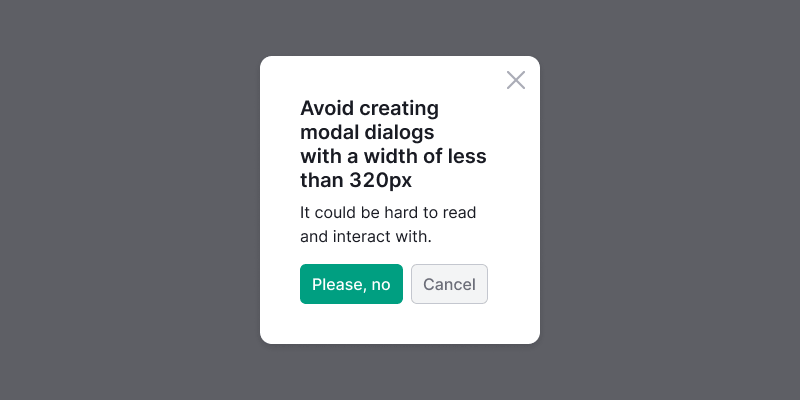 Avoid creating
modal dialogs
with a width of less
than 320px
It could be hard to read
and interact with.
Please, no
Cancel